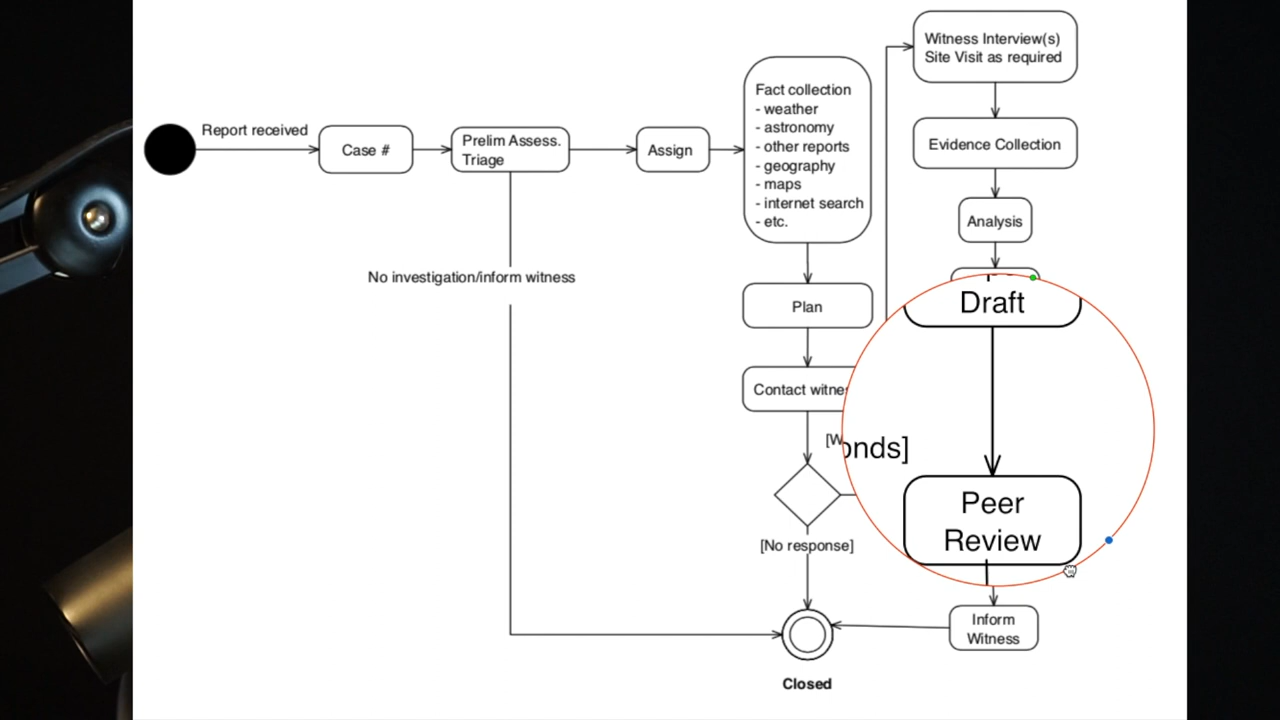 Report received
Case #
Prelim Assess.
Triage
Assign
Fact collection
- weather
- astronomy
- other reports
- geography
- maps
- internet search
- etc.
No investigation/inform witness
Plan
Contact witnes
[W
onds]
[No response]
Closed
Witness Interview(s)
Site Visit as required
Evidence Collection
Analysis
Draft
Peer
Review
Inform
Witness